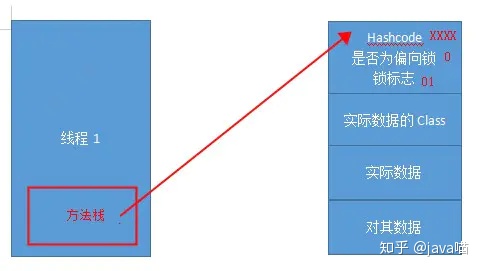 线程 1
方法栈
Hashcode XXXX
是否为偏向锁 0
锁标志 01
实际数据的 Class
实际数据
对其数据
知乎 @java喵